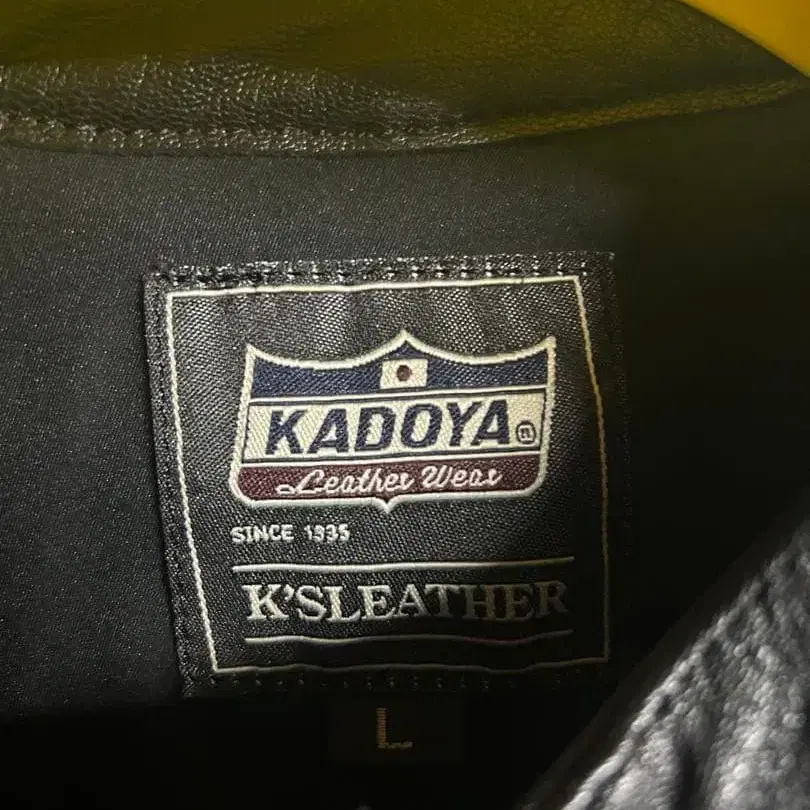 KADOYA
Leather Wear
SINCE 1935
K'SLEATHER
L